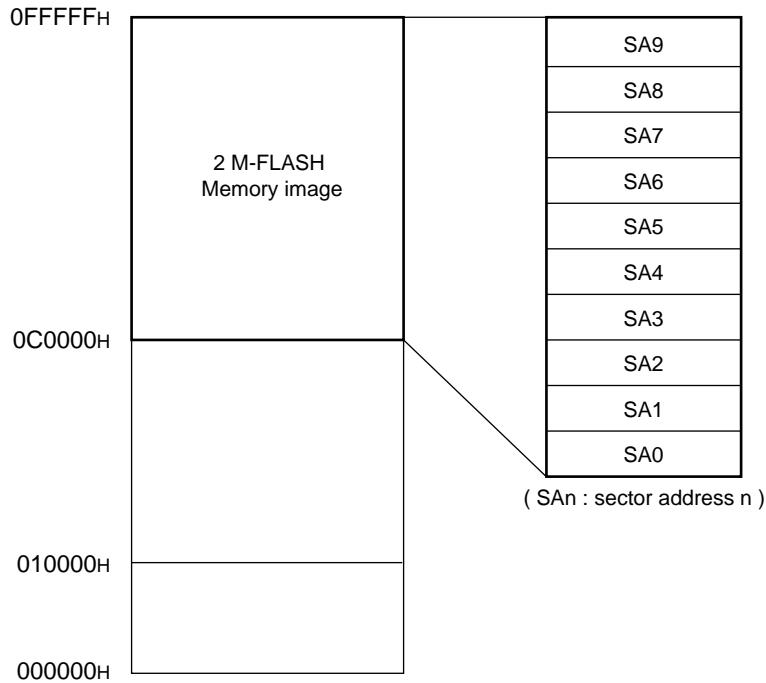 0FFFFFH
SA9
SA8
SA7
2 M-FLASH
Memory image
SA6
SA5
SA4
SA3
0C0000H
SA2
SA1
SA0
( SAn : sector address n )
010000H
000000H